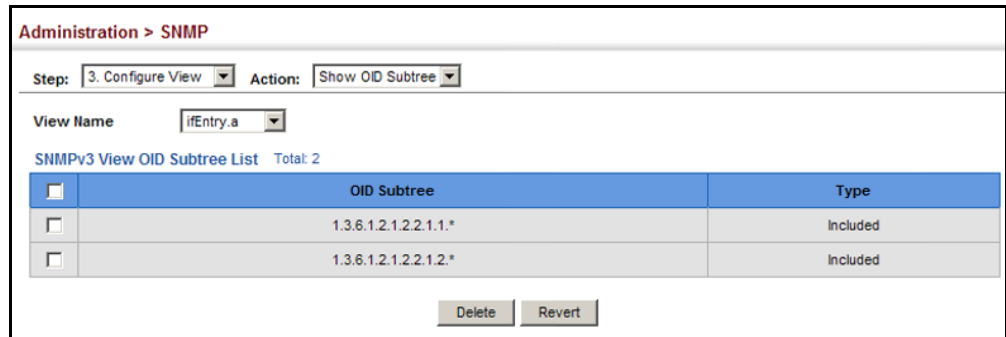 Administration > SNMP
Step: 3. Configure View Action: Show OID Subtree
View Name ifEntry.a
SNMPv3 View OID Subtree List Total: 2
OID Subtree Type
1.3.6.1.2.1.2.2.1.1.* Included
1.3.6.1.2.1.2.2.1.2.* Included
Delete Revert